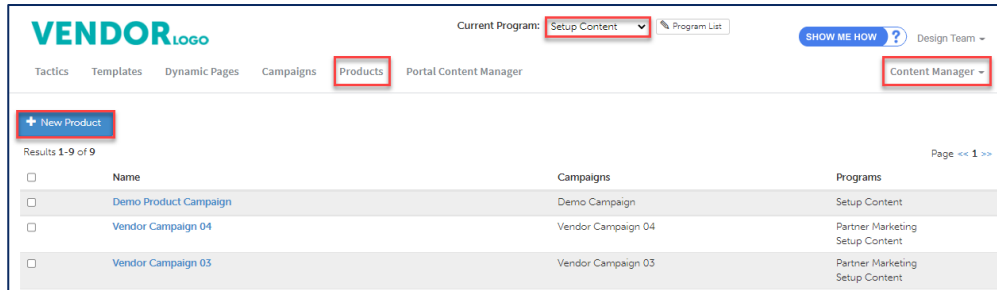 VENDOR LOGO
Current Program: Setup Content Program List
SHOW ME HOW ? Design Team
Tactics Templates Dynamic Pages Campaigns Products Portal Content Manager Content Manager
+ New Product
Results 1-9 of 9
Page << 1 >>
Name Campaigns Programs
Demo Product Campaign Demo Campaign Setup Content
Vendor Campaign 04 Vendor Campaign 04 Partner Marketing
Setup Content
Vendor Campaign 03 Vendor Campaign 03 Partner Marketing
Setup Content